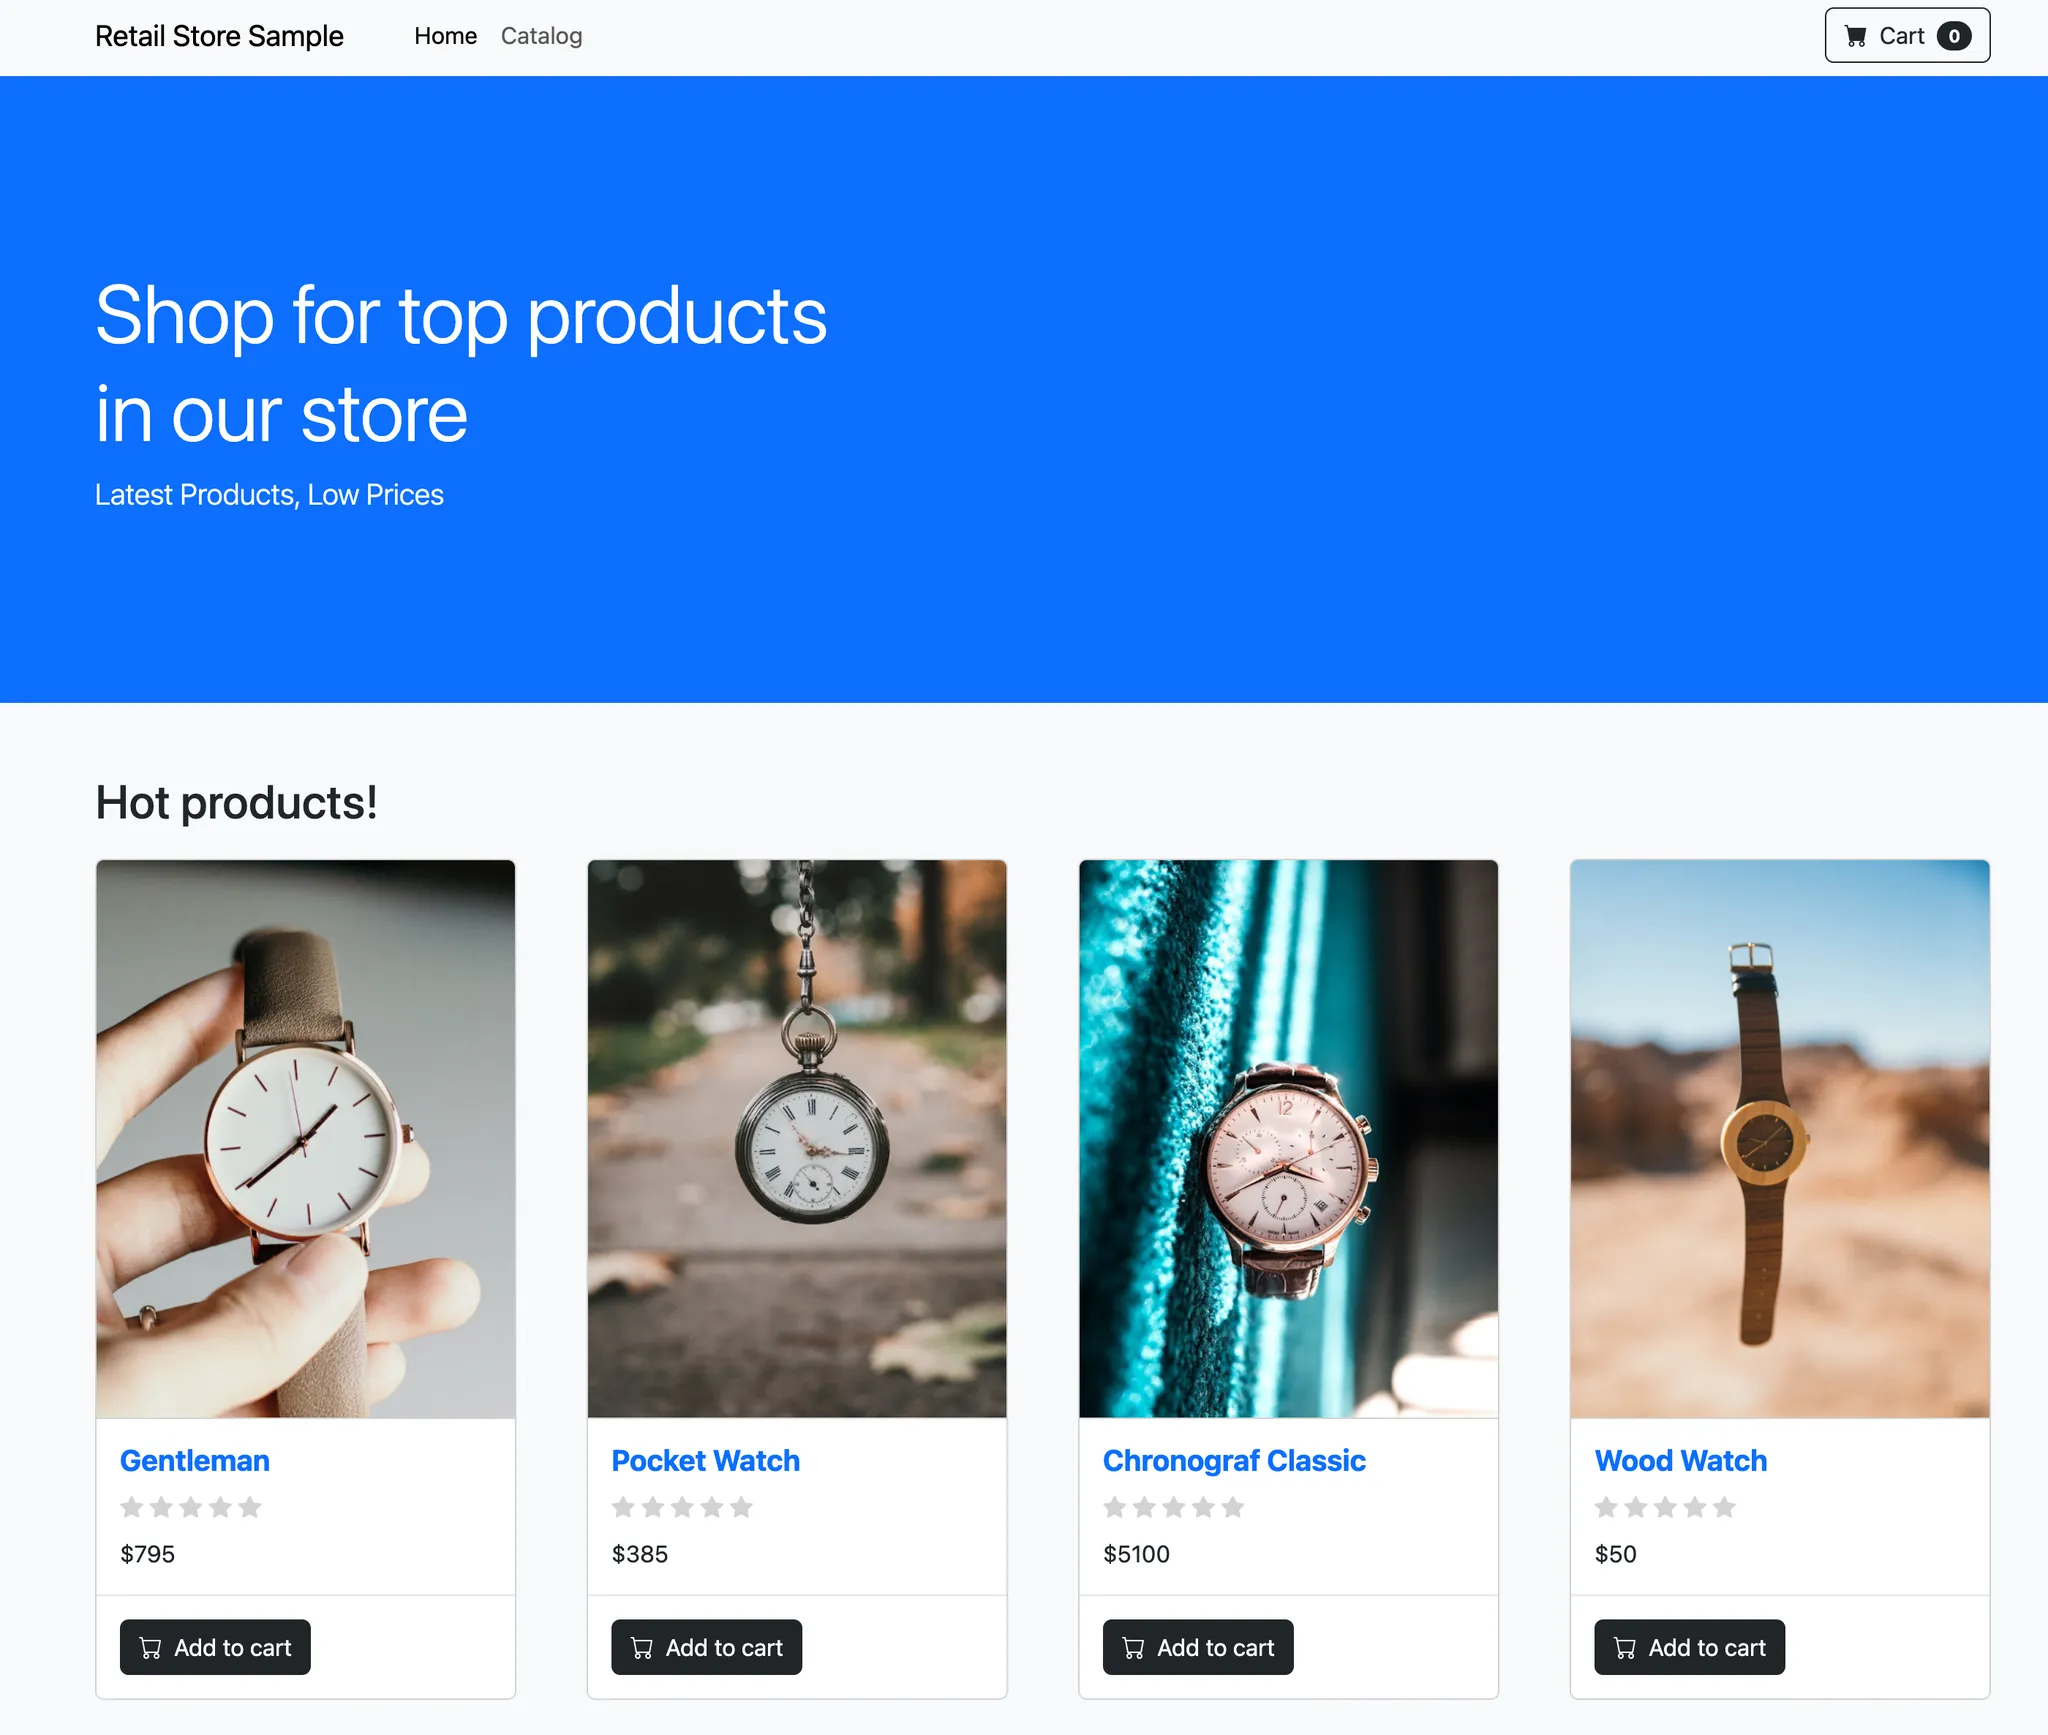 Retail Store Sample Home Catalog Cart 0
Shop for top products
in our store
Latest Products, Low Prices
Hot products!
12
Gentleman
$795
Add to cart
Pocket Watch
$385
Add to cart
Chronograf Classic
$5100
Add to cart
Wood Watch
$50
Add to cart